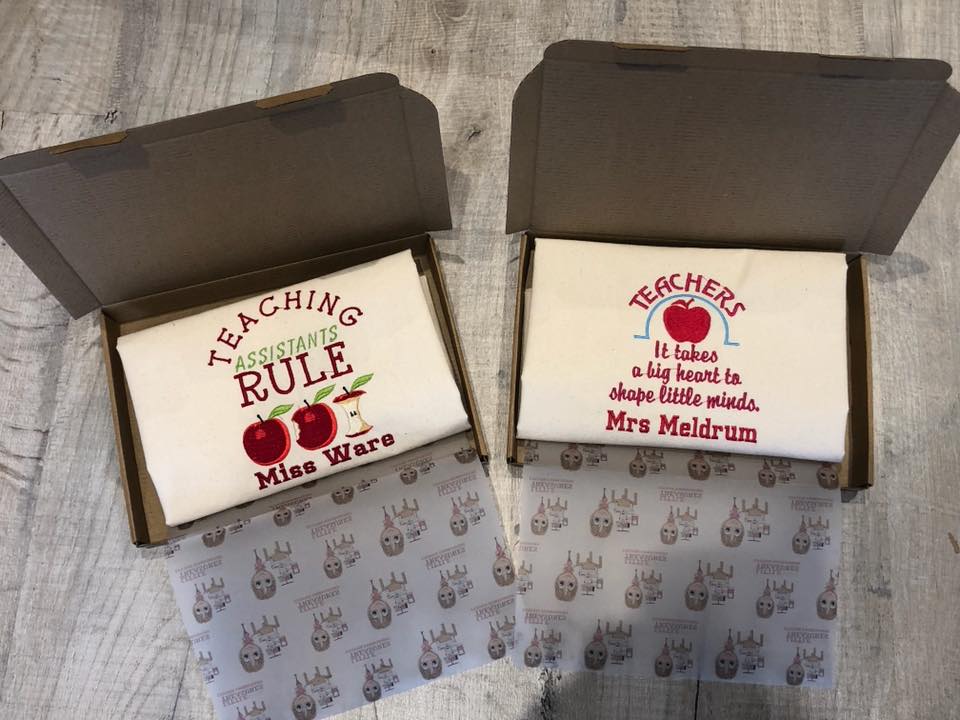 TEACHING
ASSISTANTS
RULE
Miss Ware
TEACHERS
It takes
a big heart to
shape little minds.
Mrs Meldrum